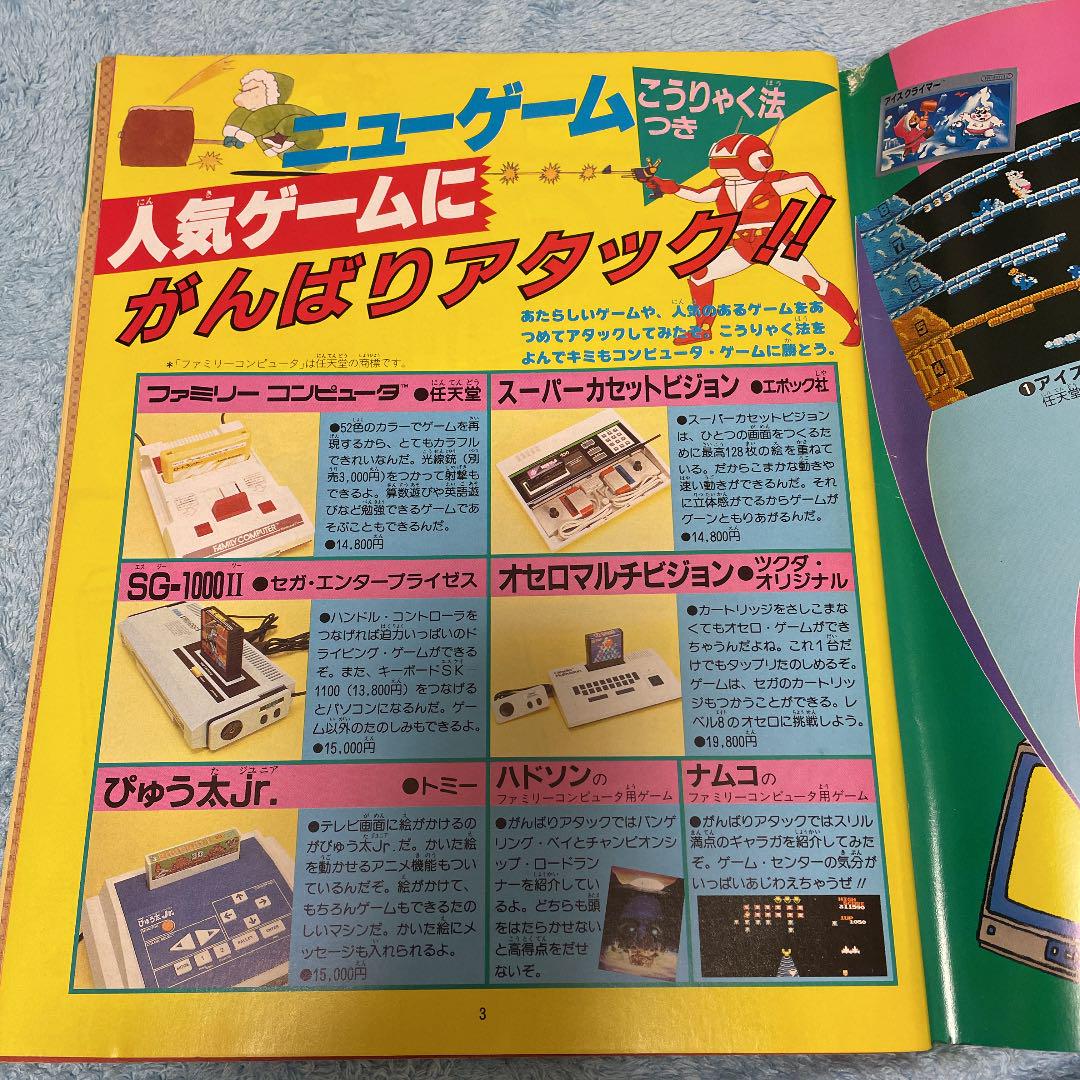 ニューゲーム
こうりゃく法
つき
人気ゲームに
がんばりアタック!!
あたらしいゲームや、人気のあるゲームをあ
つめてアタックしてみたぞ。こうりゃく法を
よんでキミもコンピュータ・ゲームに勝とう。
*「ファミリーコンピュータ」は任天堂の商標です。
ファミリー コンピュータ™ ●任天堂
●52色のカラーでゲームを再
現するから、とてもカラフル
できれいなんだ。光線銃(別
売3,000円)をつかって射撃も
できるよ。算数遊びや英語遊
びなど勉強できるゲームであ
そぶこともできるんだ。
●14,800円
FAMILY COMPUTER
スーパーカセットビジョン ●エポック社
●スーパーカセットビジョン
は、ひとつの画面をつくるた
めに最高128枚の絵を重ねて
いる。だからこまかな動きや
速い動きができるんだ。それ
に立体感がでるからゲームが
グーンともりあがるんだ。
●14,800円
SG-1000II ●セガ・エンタープライゼス
●ハンドル・コントローラを
つなげれば迫力いっぱいのド
ライビング・ゲームができる
ぞ。また、キーボードSK―
1100(13,800円)をつなげる
とパソコンになるんだ。ゲー
ム以外のたのしみもできるよ。
●15,000円
オセロマルチビジョン ●ツクダ・
オリジナル
●カートリッジをさしこまな
くてもオセロ・ゲームができ
ちゃうんだよね。これ1台だ
けでもタップリたのしめるぞ。
ゲームは、セガのカートリッ
ジもつかうことができる。レ
ベル8のオセロに挑戦しよう。
●19,800円
ぴゅう太Jr. ●トミー
●テレビ画面に絵がかけるの
がぴゅう太Jr.だ。かいた絵
を動かせるアニメ機能もつい
ているんだぞ。絵がかけて、
もちろんゲームもできるたの
しいマシンだ。かいた絵にメ
ッセージも入れられるよ。
●15,000円
ぴゅう太Jr.
ハドソンの
ファミリーコンピュータ用ゲーム
●がんばりアタックではバンゲ
リング・ベイとチャンピオンシ
ップ・ロードラン
ナーを紹介してい
るよ。どちらも頭
をはたらかせない
と高得点をだせ
ないぞ。
ナムコの
ファミリーコンピュータ用ゲーム
●がんばりアタックではスリル
満点のギャラガを紹介してみた
ぞ。ゲーム・センターの気分が
いっぱいあじわえちゃうぜ!!
1UP
3
アイスクライマー
Nintendo
7
5
4
❶アイス
任天堂